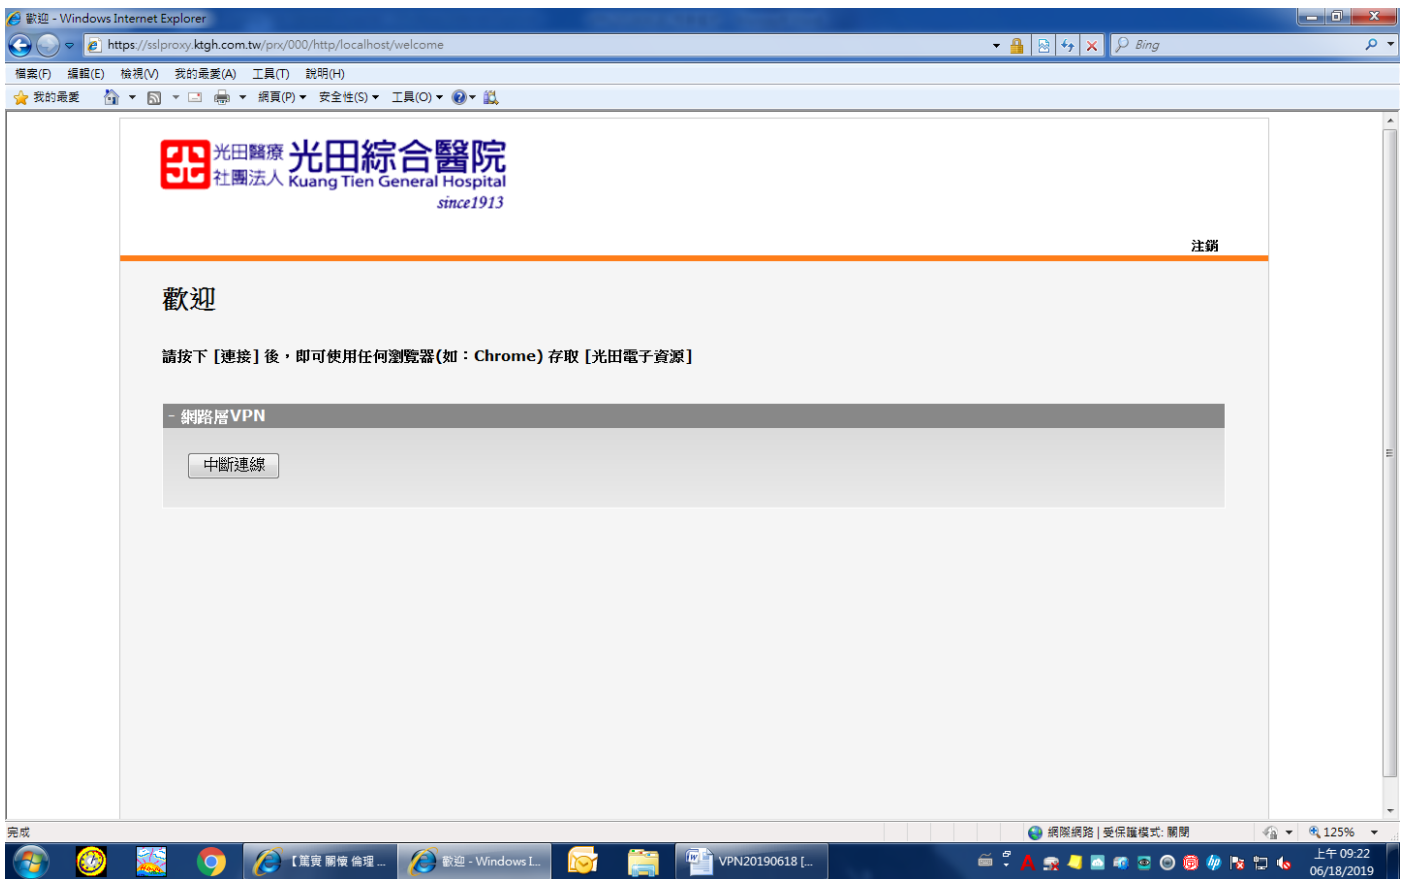 歡迎 - Windows Internet Explorer
https://sslproxy.ktgh.com.tw/prx/000/http/localhost/welcome
Bing
檔案(F) 編輯(E) 檢視(V) 我的最愛(A) 工具(T) 說明(H)
我的最愛 網頁(P) 安全性(S) 工具(O)
光田醫療 光田綜合醫院
社團法人 Kuang Tien General Hospital
since1913
注銷
歡迎
請按下 [連接] 後，即可使用任何瀏覽器(如：Chrome) 存取 [光田電子資源]
- 網路層VPN
中斷連線
完成 網際網路 | 受保護模式: 關閉 125%
【篤實 關懷 倫理 ... 歡迎 - Windows I... VPN20190618 [... 上午 09:22
06/18/2019